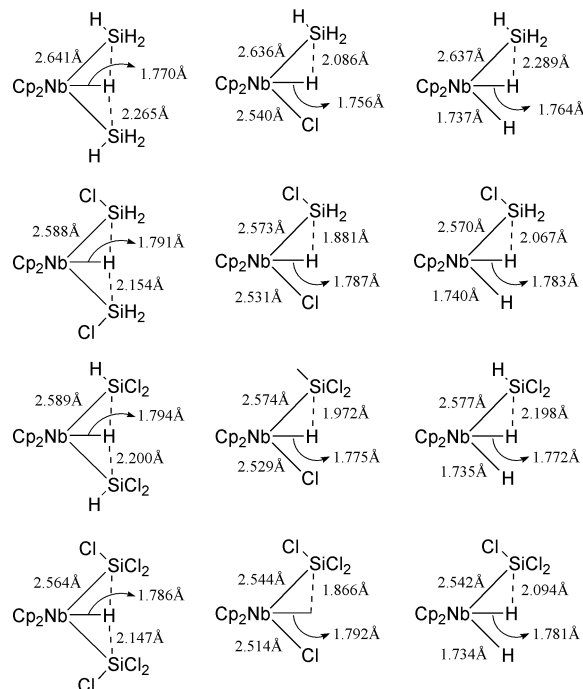 H SiH2 H SiH2 H SiH2
2.641Å 1.770Å 2.636Å 2.086Å 2.637Å 2.289Å
Cp2Nb H Cp2Nb H 1.756Å Cp2Nb H 1.764Å
2.265Å 2.540Å Cl 1.737Å H
H SiH2
Cl SiH2 Cl SiH2 Cl SiH2
2.588Å 1.791Å 2.573Å 1.881Å 2.570Å 2.067Å
Cp2Nb H Cp2Nb H 1.787Å Cp2Nb H 1.783Å
2.154Å 2.531Å Cl 1.740Å H
Cl SiH2
H SiCl2 SiCl2 H SiCl2
2.589Å 1.794Å 2.574Å 1.972Å 2.577Å 2.198Å
Cp2Nb H Cp2Nb H 1.775Å Cp2Nb H 1.772Å
2.200Å 2.529Å Cl 1.735Å H
H SiCl2
Cl SiCl2 Cl SiCl2 Cl SiCl2
2.564Å 1.786Å 2.544Å 1.866Å 2.542Å 2.094Å
Cp2Nb H Cp2Nb 1.792Å Cp2Nb H 1.781Å
2.147Å 2.514Å Cl 1.734Å H
Cl SiCl2